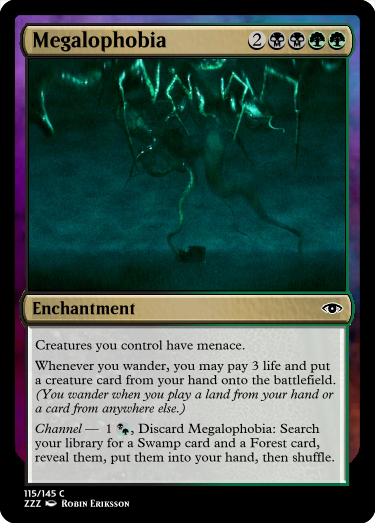 Megalophobia 2
Enchantment
Creatures you control have menace.
Whenever you wander, you may pay 3 life and put
a creature card from your hand onto the battlefield.
(You wander when you play a land from your hand or
a card from anywhere else.)
Channel — 1 , Discard Megalophobia: Search
your library for a Swamp card and a Forest card,
reveal them, put them into your hand, then shuffle.
115/145 C
ZZZ Robin Eriksson